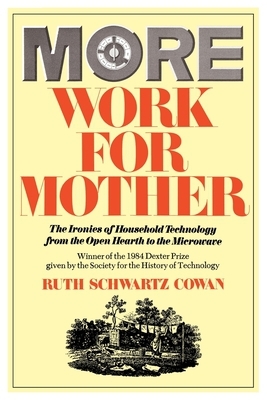 MORE
WORK
FOR
MOTHER
The Ironies of Household Technology
from the Open Hearth to the Microwave
Winner of the 1984 Dexter Prize
given by the Society for the History of Technology
RUTH SCHWARTZ COWAN